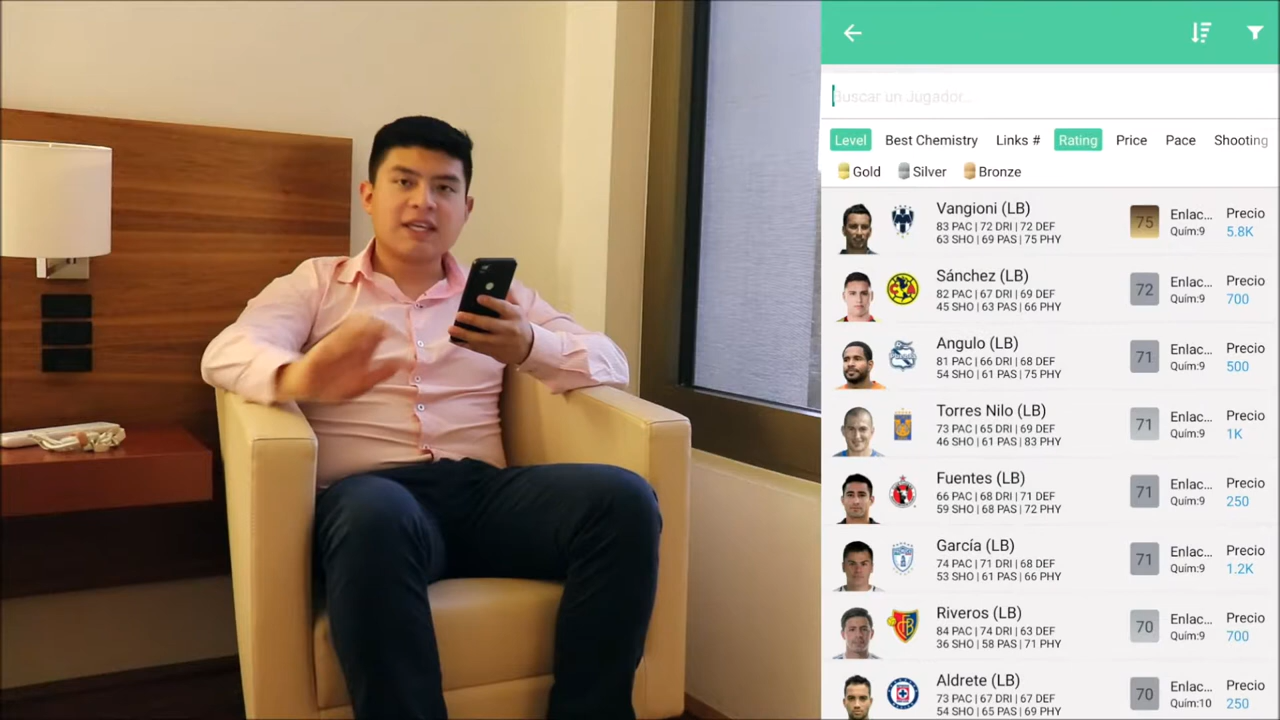 Buscar un Jugador...
Level Best Chemistry Links # Rating Price Pace Shooting
Gold Silver Bronze
Vangioni (LB)
83 PAC | 72 DRI | 72 DEF
63 SHO | 69 PAS | 75 PHY
75
Enlac...
Quím:9
Precio
5.8K
Sánchez (LB)
82 PAC | 67 DRI | 69 DEF
45 SHO | 63 PAS | 66 PHY
72
Enlac...
Quím:9
Precio
700
Angulo (LB)
81 PAC | 66 DRI | 68 DEF
54 SHO | 61 PAS | 75 PHY
71
Enlac...
Quím:9
Precio
500
Torres Nilo (LB)
73 PAC | 65 DRI | 69 DEF
46 SHO | 61 PAS | 83 PHY
71
Enlac...
Quím:9
Precio
1K
Fuentes (LB)
66 PAC | 68 DRI | 71 DEF
59 SHO | 68 PAS | 72 PHY
71
Enlac...
Quím:9
Precio
250
García (LB)
74 PAC | 71 DRI | 68 DEF
53 SHO | 61 PAS | 66 PHY
71
Enlac...
Quím:9
Precio
1.2K
Riveros (LB)
84 PAC | 74 DRI | 63 DEF
36 SHO | 58 PAS | 71 PHY
70
Enlac...
Quím:9
Precio
700
Aldrete (LB)
73 PAC | 67 DRI | 67 DEF
54 SHO | 65 PAS | 69 PHY
70
Enlac...
Quím:10
Precio
250